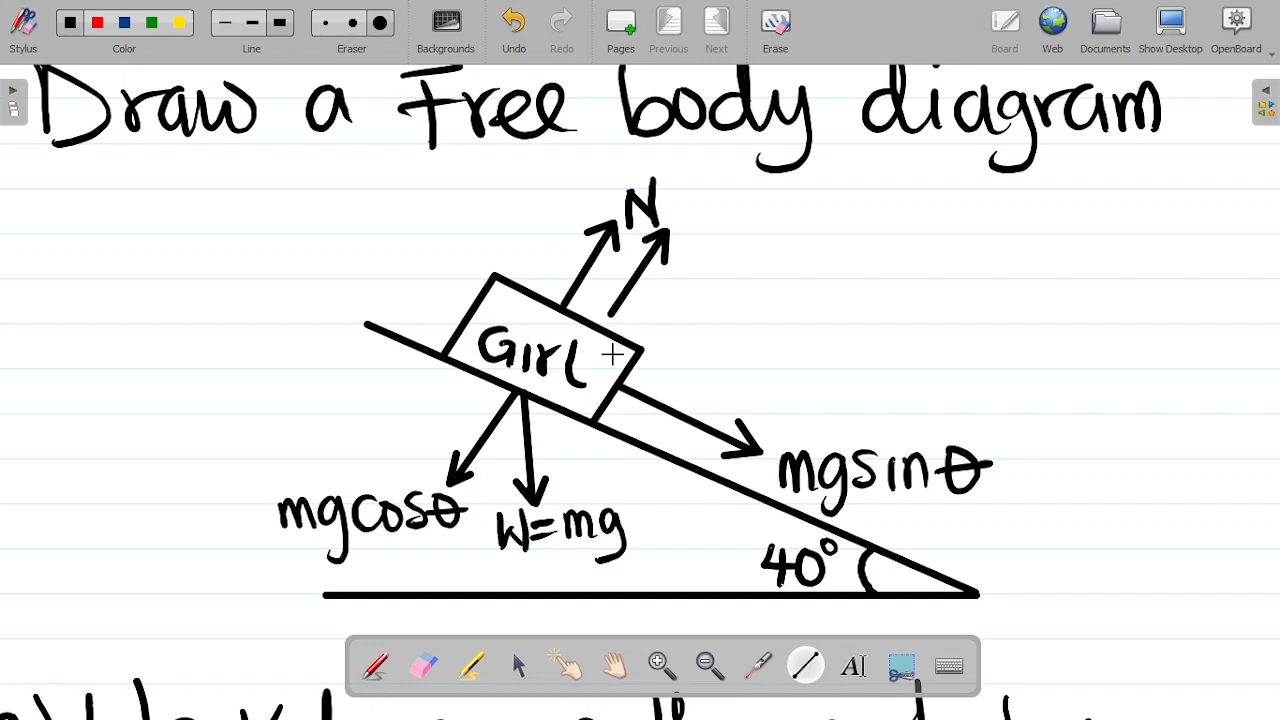 Stylus Color Line Eraser Backgrounds Undo Redo Pages Previous Next Erase Board Web Documents Show Desktop OpenBoard
Draw a Free body diagram
N
Girl
mgsinθ
mgcosθ
W=mg
40°